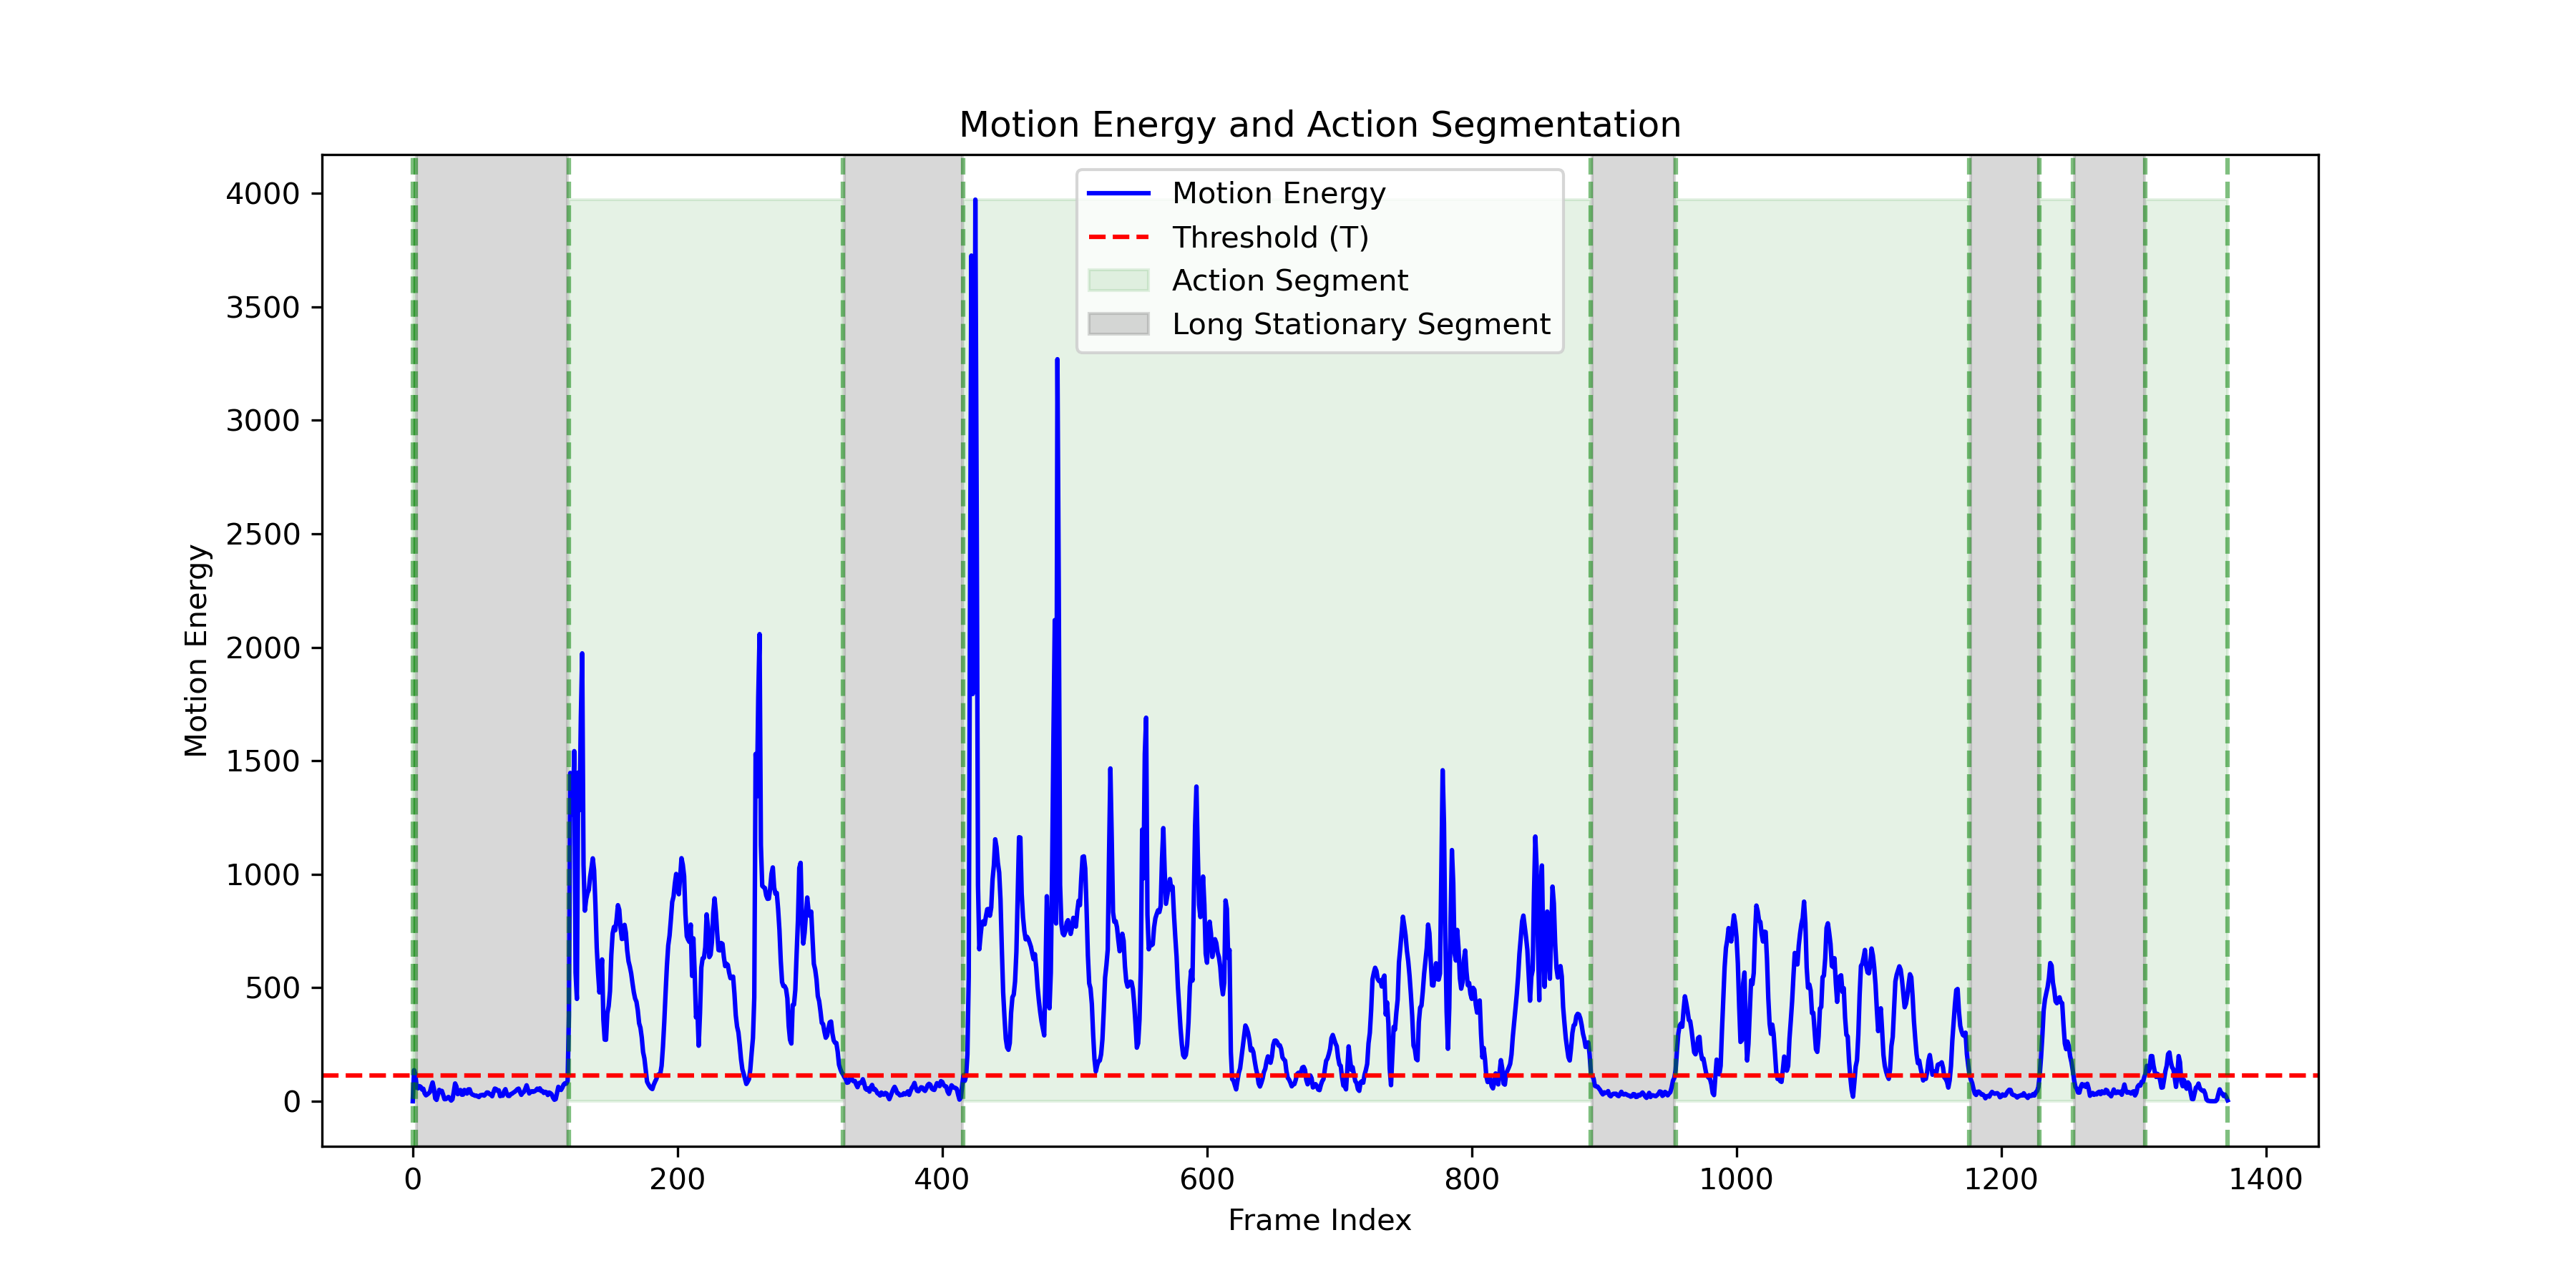 Motion Energy and Action Segmentation
Motion Energy
Threshold (T)
Action Segment
Long Stationary Segment
4000
3500
3000
2500
2000
1500
1000
500
0
Motion Energy
0 200 400 600 800 1000 1200 1400
Frame Index